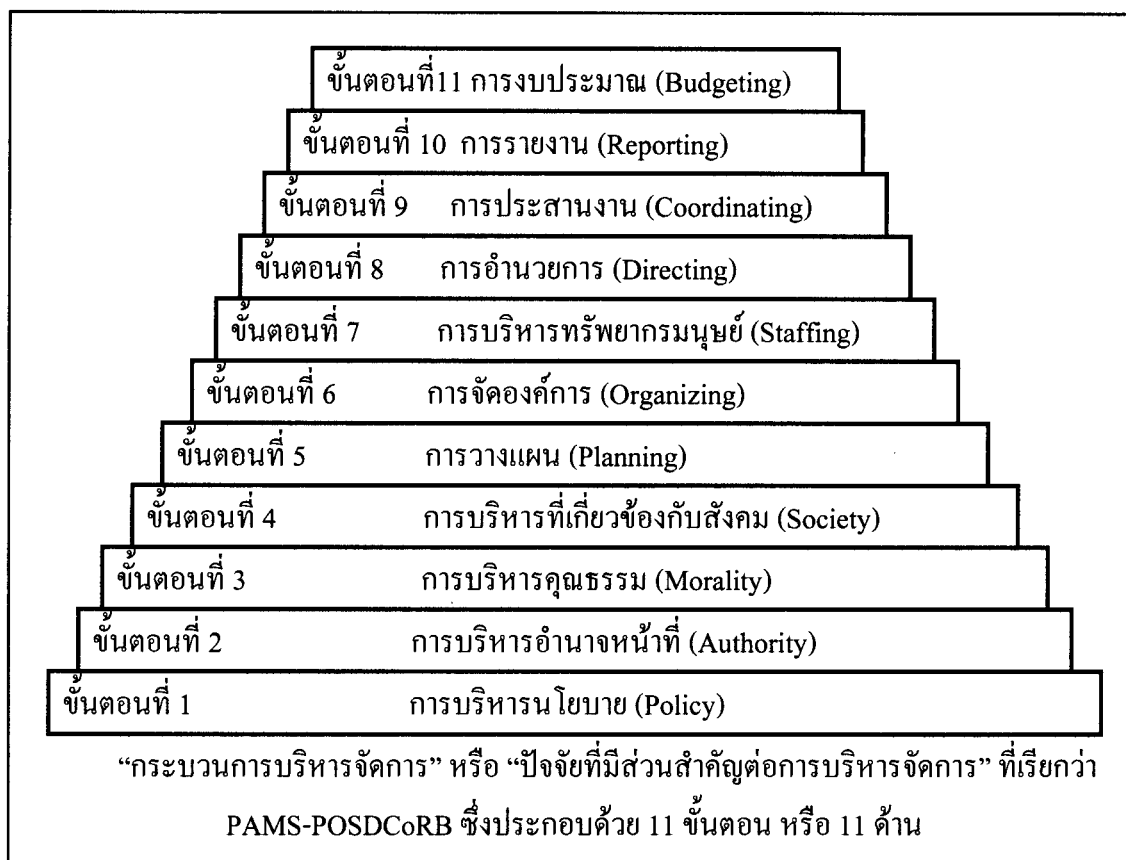 ขั้นตอนที่11 การงบประมาณ (Budgeting)
ขั้นตอนที่ 10 การรายงาน (Reporting)
ขั้นตอนที่ 9 การประสานงาน (Coordinating)
ขั้นตอนที่ 8 การอำนวยการ (Directing)
ขั้นตอนที่ 7 การบริหารทรัพยากรมนุษย์ (Staffing)
ขั้นตอนที่ 6 การจัดองค์การ (Organizing)
ขั้นตอนที่ 5 การวางแผน (Planning)
ขั้นตอนที่ 4 การบริหารที่เกี่ยวข้องกับสังคม (Society)
ขั้นตอนที่ 3 การบริหารคุณธรรม (Morality)
ขั้นตอนที่ 2 การบริหารอำนาจหน้าที่ (Authority)
ขั้นตอนที่ 1 การบริหารนโยบาย (Policy)
“กระบวนการบริหารจัดการ” หรือ “ปัจจัยที่มีส่วนสำคัญต่อการบริหารจัดการ” ที่เรียกว่า
PAMS-POSDCoRB ซึ่งประกอบด้วย 11 ขั้นตอน หรือ 11 ด้าน